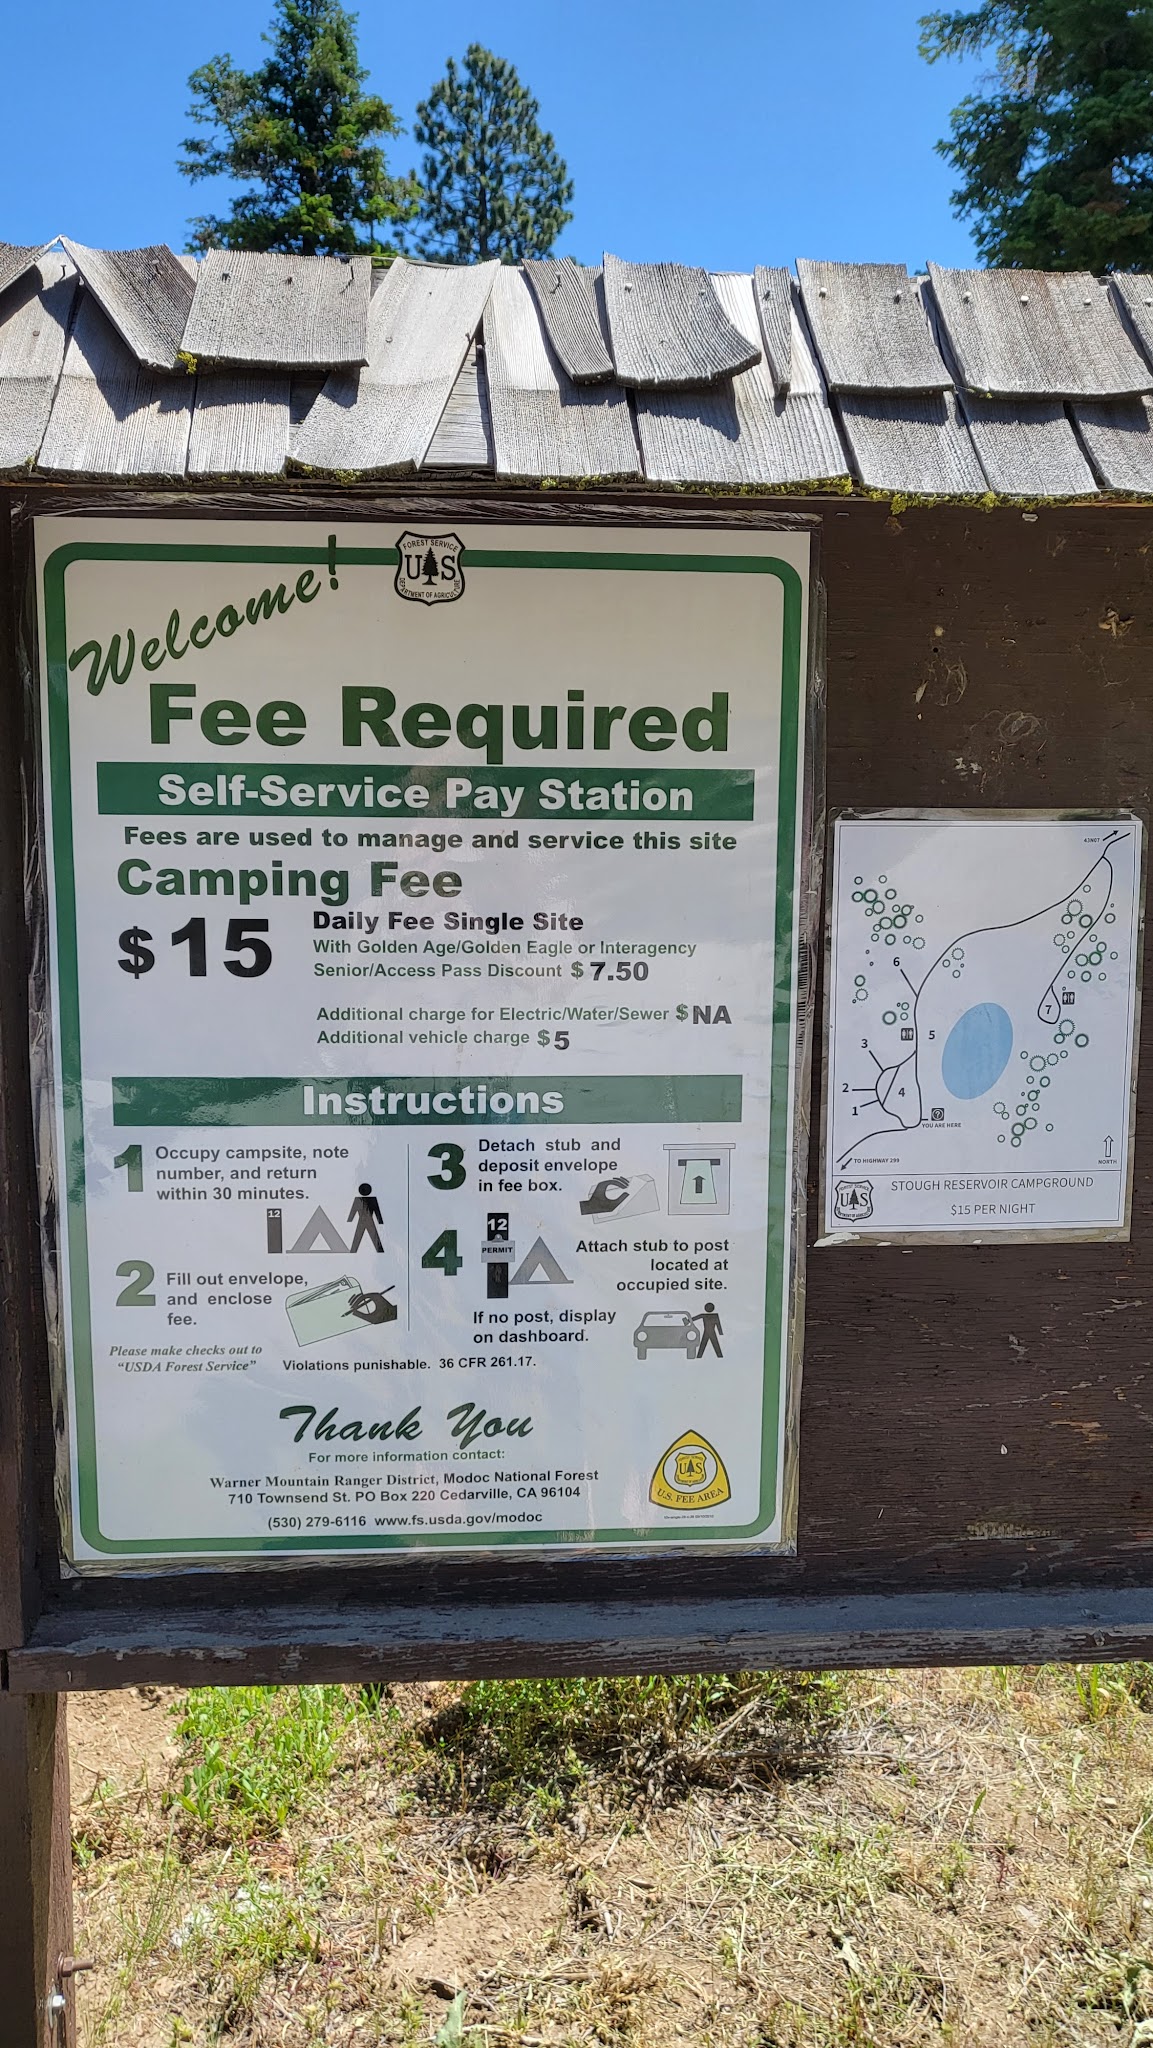 Welcome!
FOREST SERVICE
US
DEPARTMENT OF AGRICULTURE
Fee Required
Self-Service Pay Station
Fees are used to manage and service this site
Camping Fee
$15
Daily Fee Single Site
With Golden Age/Golden Eagle or Interagency
Senior/Access Pass Discount $7.50
Additional charge for Electric/Water/Sewer $NA
Additional vehicle charge $5
Instructions
1 Occupy campsite, note
number, and return
within 30 minutes.
12
2 Fill out envelope,
and enclose
fee.
Please make checks out to
"USDA Forest Service"
3 Detach stub and
deposit envelope
in fee box.
4
12
PERMIT
Attach stub to post
located at
occupied site.
If no post, display
on dashboard.
Violations punishable. 36 CFR 261.17.
Thank You
For more information contact:
Warner Mountain Ranger District, Modoc National Forest
710 Townsend St. PO Box 220 Cedarville, CA 96104
(530) 279-6116 www.fs.usda.gov/modoc
US
U.S. FEE AREA
43N07
6
7
5
3
2
4
1
YOU ARE HERE
TO HIGHWAY 299
NORTH
US
STOUGH RESERVOIR CAMPGROUND
$15 PER NIGHT